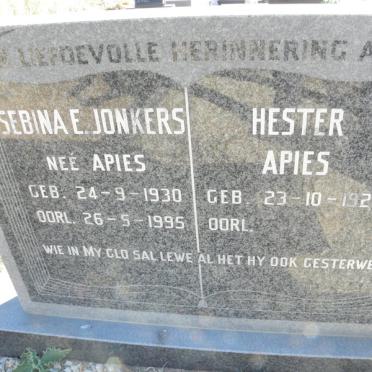 LIEFDEVOLLE HERINNERING A
SEBINA E. JONKERS
NEE APIES
GEB. 24-9-1930
OORL. 26-5-1995
HESTER
APIES
GEB. 23-10-192
OORL.
WIE IN MY GLO SAL LEWE AL HET HY OOK GESTERWE